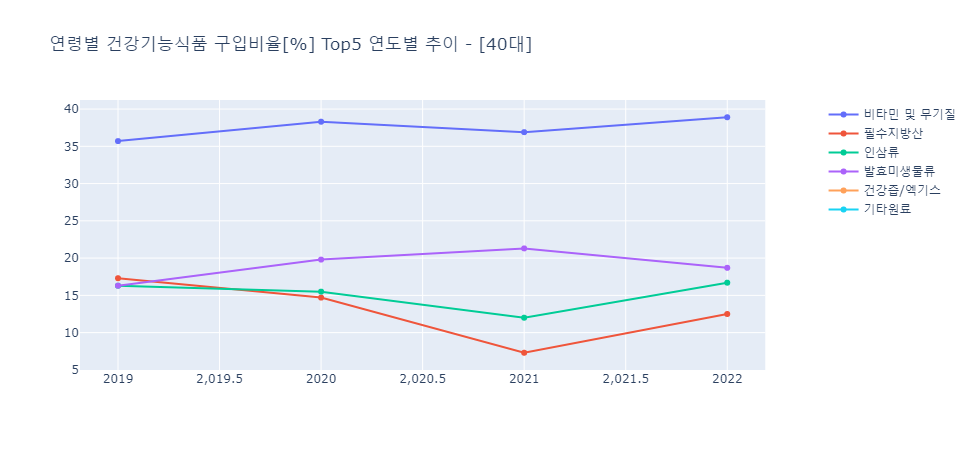 연령별 건강기능식품 구입비율[%] Top5 연도별 추이 - [40대]
40
35
30
25
20
15
10
5
2019
2,019.5
2020
2,020.5
2021
2,021.5
2022
비타민 및 무기질
필수지방산
인삼류
발효미생물류
건강즙/엑기스
기타원료